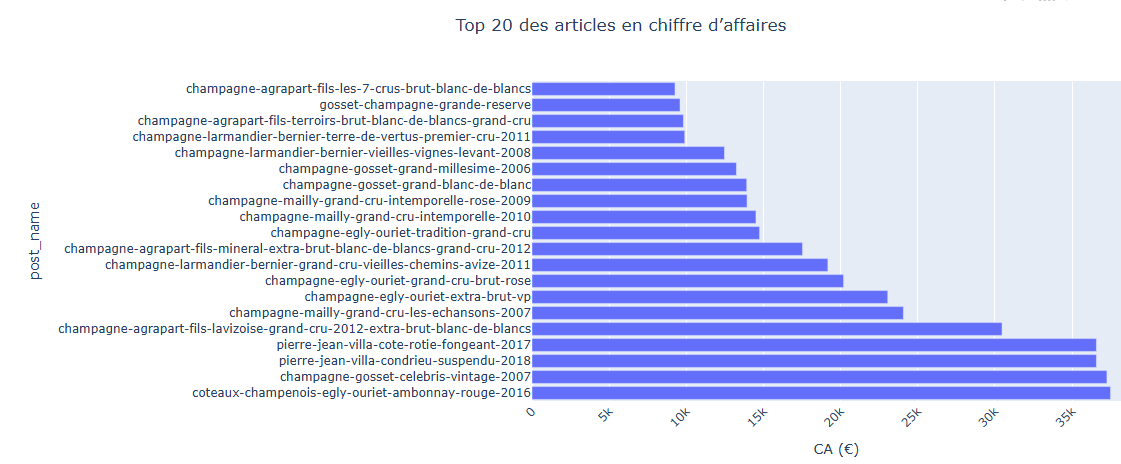 Top 20 des articles en chiffre d’affaires
champagne-agrapart-fils-les-7-crus-brut-blanc-de-blancs
gosset-champagne-grande-reserve
champagne-agrapart-fils-terroirs-brut-blanc-de-blancs-grand-cru
champagne-larmandier-bernier-terre-de-vertus-premier-cru-2011
champagne-larmandier-bernier-vieilles-vignes-levant-2008
champagne-gosset-grand-millesime-2006
champagne-gosset-grand-blanc-de-blanc
champagne-mailly-grand-cru-intemporelle-rose-2009
champagne-mailly-grand-cru-intemporelle-2010
champagne-egly-ouriet-tradition-grand-cru
champagne-agrapart-fils-mineral-extra-brut-blanc-de-blancs-grand-cru-2012
champagne-larmandier-bernier-grand-cru-vieilles-chemins-avize-2011
champagne-egly-ouriet-grand-cru-brut-rose
champagne-egly-ouriet-extra-brut-vp
champagne-mailly-grand-cru-les-echansons-2007
champagne-agrapart-fils-lavizoise-grand-cru-2012-extra-brut-blanc-de-blancs
pierre-jean-villa-cote-rotie-fongeant-2017
pierre-jean-villa-condrieu-suspendu-2018
champagne-gosset-celebris-vintage-2007
coteaux-champenois-egly-ouriet-ambonnay-rouge-2016
post_name
0 5k 10k 15k 20k 25k 30k 35k
CA (€)